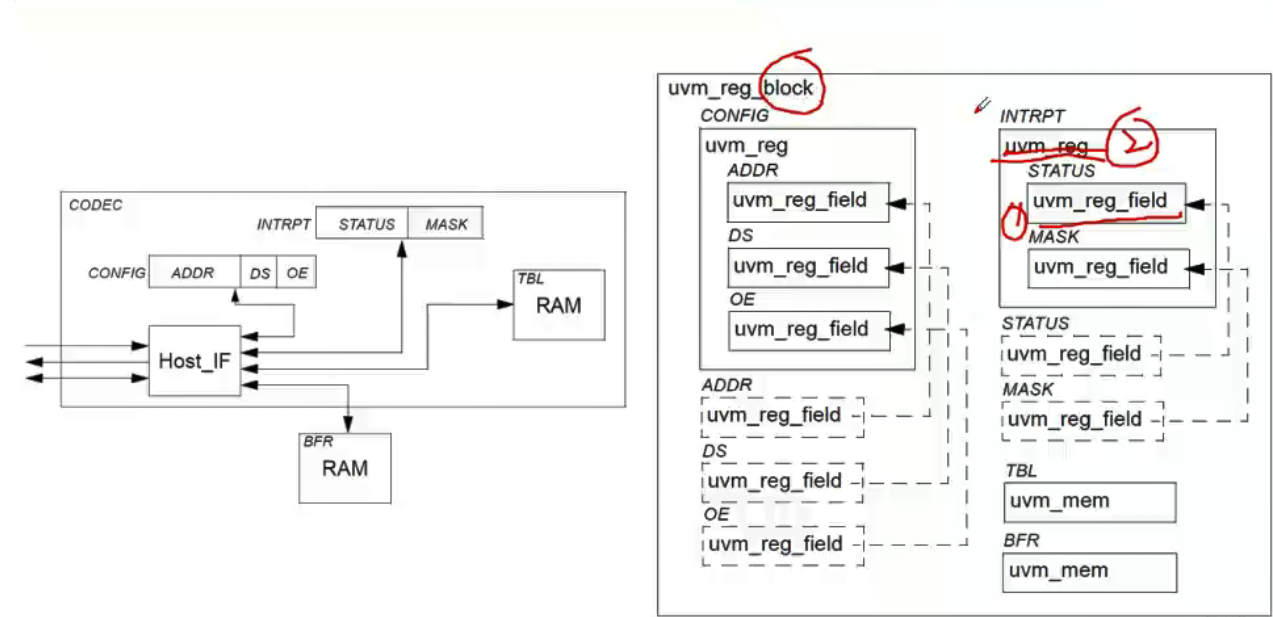 CODEC
INTRPT STATUS MASK
CONFIG ADDR DS OE
TBL
RAM
Host_IF
BFR
RAM
uvm_reg_block
CONFIG
uvm_reg
ADDR
uvm_reg_field
DS
uvm_reg_field
OE
uvm_reg_field
ADDR
uvm_reg_field
DS
uvm_reg_field
OE
uvm_reg_field
INTRPT
uvm_reg
STATUS
uvm_reg_field
MASK
uvm_reg_field
STATUS
uvm_reg_field
MASK
uvm_reg_field
TBL
uvm_mem
BFR
uvm_mem